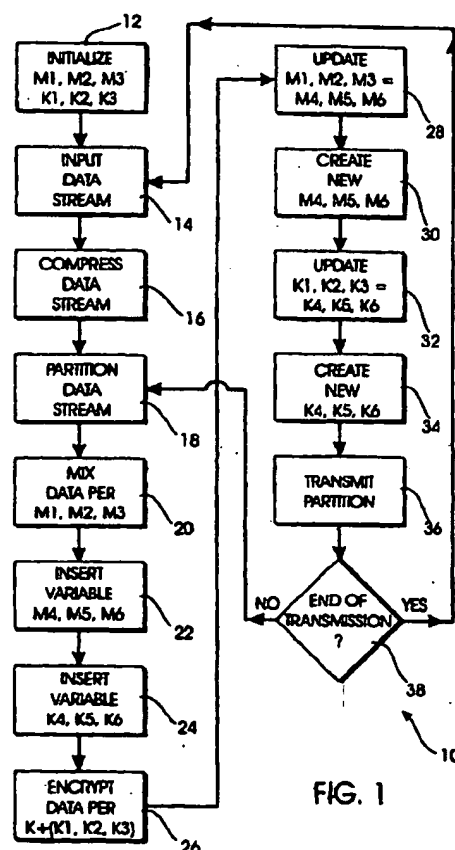 12
INITIALIZE
M1, M2, M3
K1, K2, K3
INPUT
DATA
STREAM
14
COMPRESS
DATA
STREAM
16
PARTITION
DATA
STREAM
18
MIX
DATA PER
M1, M2, M3
20
INSERT
VARIABLE
M4, M5, M6
22
INSERT
VARIABLE
K4, K5, K6
24
ENCRYPT
DATA PER
K+(K1, K2, K3)
26
UPDATE
M1, M2, M3 =
M4, M5, M6
28
CREATE
NEW
M4, M5, M6
30
UPDATE
K1, K2, K3 =
K4, K5, K6
32
CREATE
NEW
K4, K5, K6
34
TRANSMIT
PARTITION
36
NO
END OF
TRANSMISSION
?
YES
38
10
FIG. 1